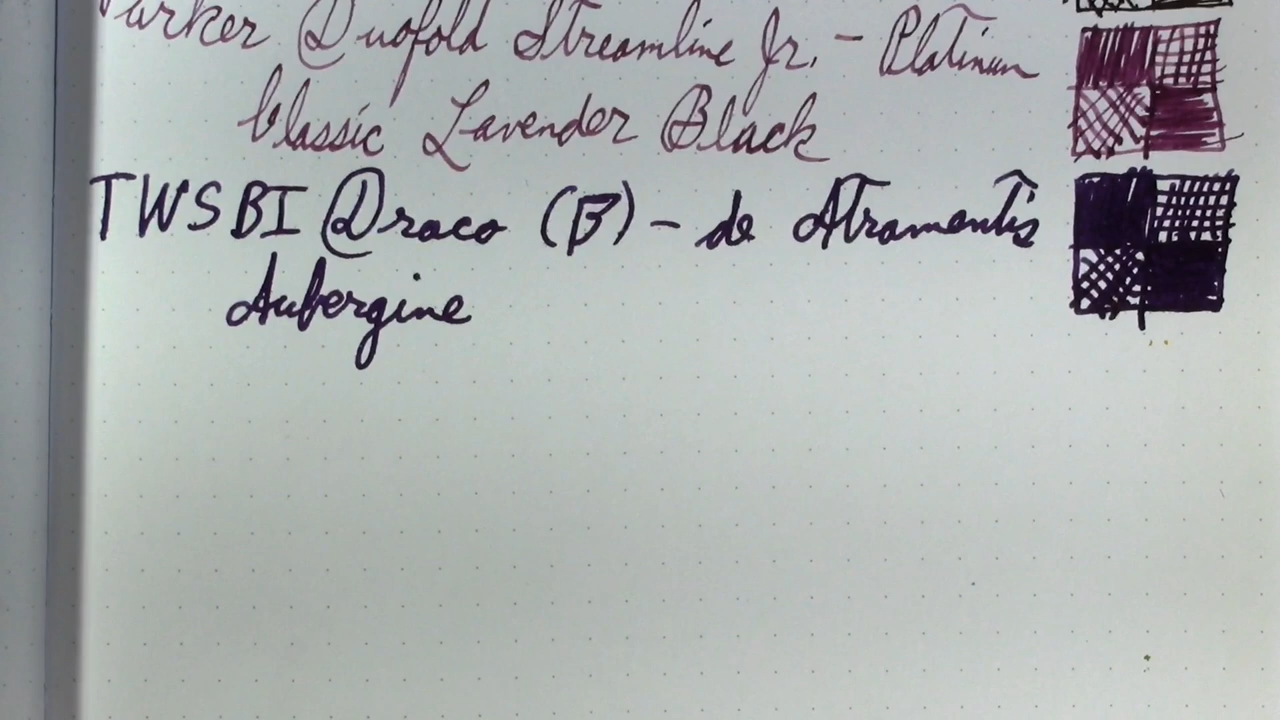 Parker Duofold Streamline Jr. - Platinum
Classic Lavender Black
TWSBI Draco (B) - de Atramentis
Aubergine